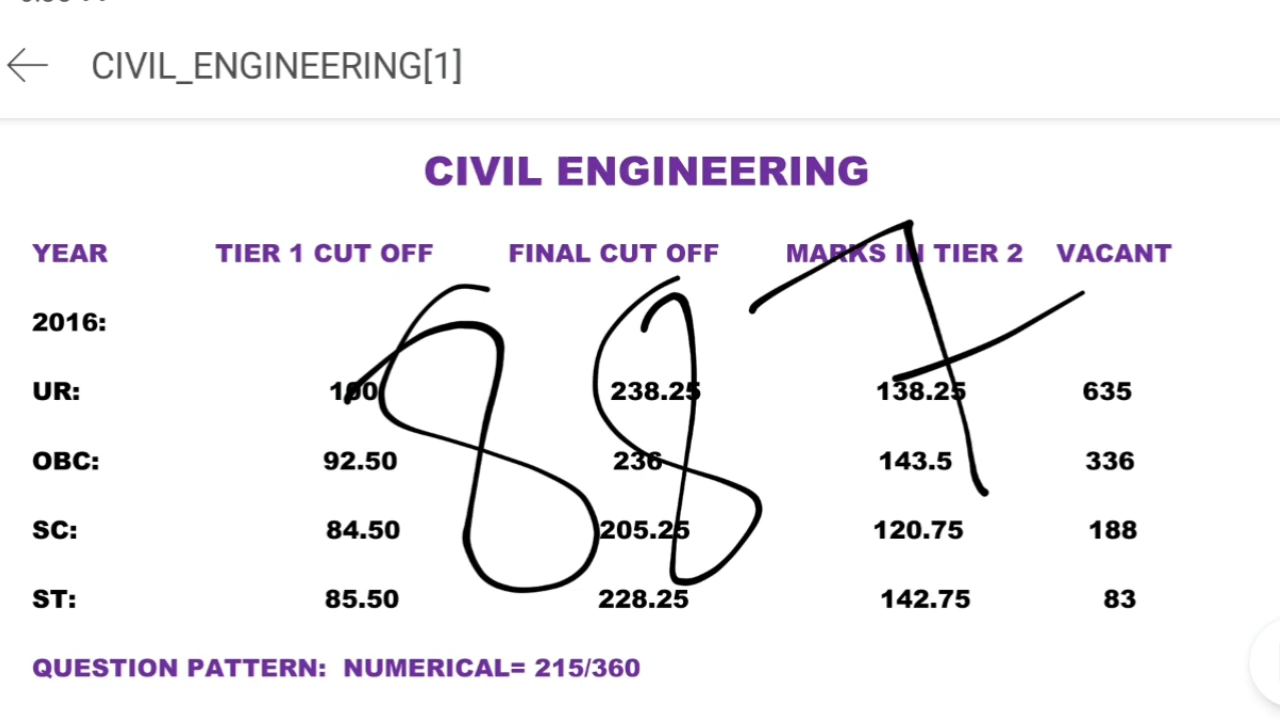 CIVIL_ENGINEERING[1]
CIVIL ENGINEERING
YEAR TIER 1 CUT OFF FINAL CUT OFF MARKS IN TIER 2 VACANT
2016:
UR: 100 238.25 138.25 635
OBC: 92.50 236 143.5 336
SC: 84.50 205.25 120.75 188
ST: 85.50 228.25 142.75 83
QUESTION PATTERN: NUMERICAL= 215/360
887